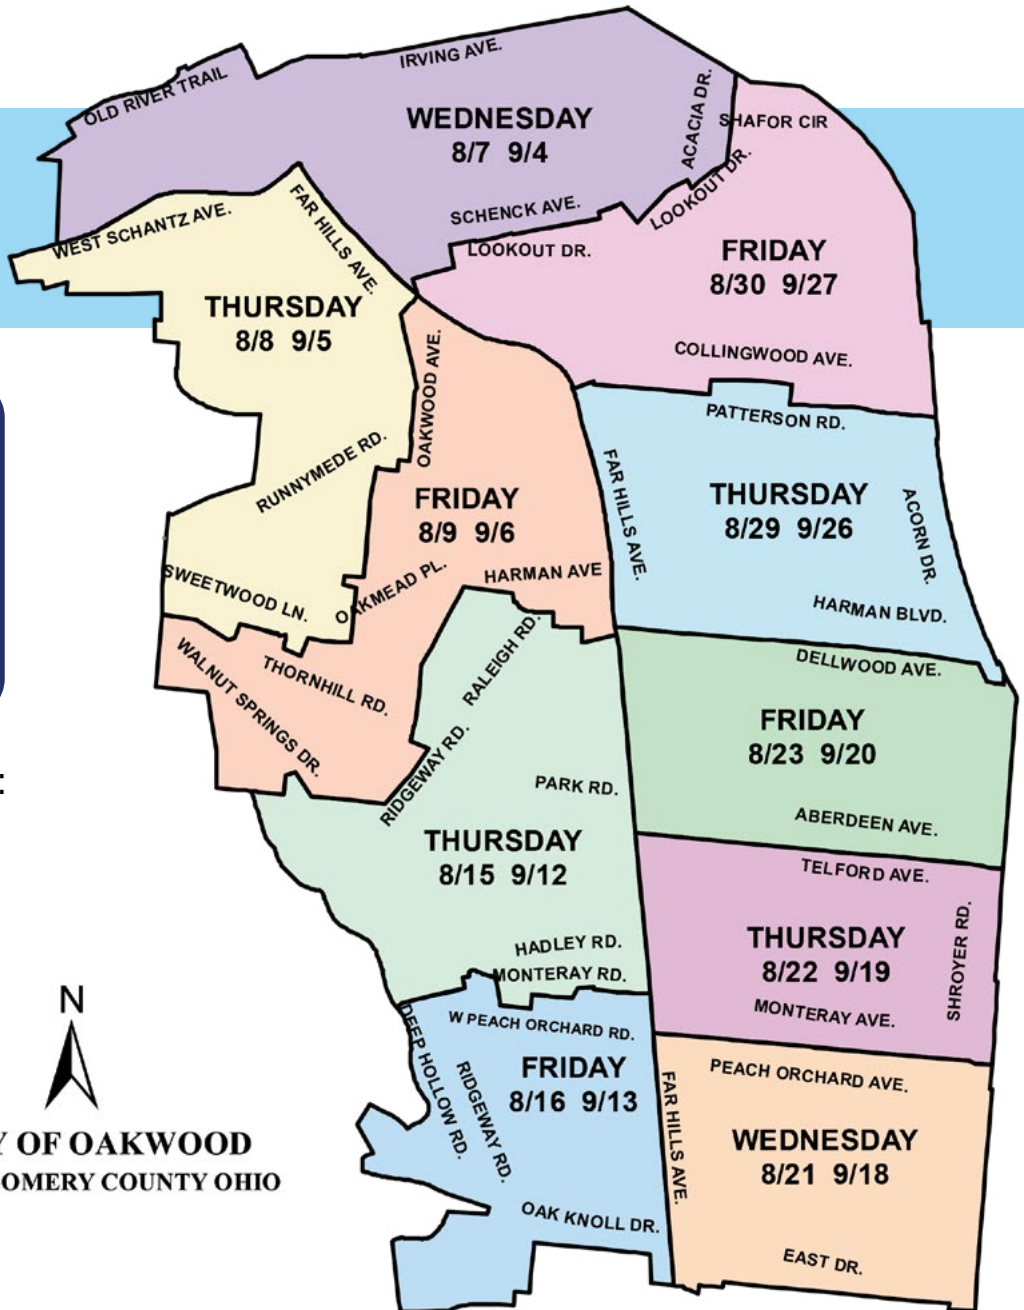 OLD RIVER TRAIL
IRVING AVE.
ACACIA DR.
SHAFOR CIR
WEDNESDAY
8/7 9/4
SCHENCK AVE.
LOOKOUT DR.
LOOKOUT DR.
WEST SCHANTZ AVE.
FAR HILLS AVE.
FRIDAY
8/30 9/27
COLLINGWOOD AVE.
THURSDAY
8/8 9/5
RUNNYMEDE RD.
SWEETWOOD LN.
OAKWOOD AVE.
FRIDAY
8/9 9/6
OAKMEAD PL.
HARMAN AVE
THORNHILL RD.
WALNUT SPRINGS DR.
PATTERSON RD.
FAR HILLS AVE.
THURSDAY
8/29 9/26
ACORN DR.
HARMAN BLVD.
DELLWOOD AVE.
FRIDAY
8/23 9/20
ABERDEEN AVE.
RALEIGH RD.
RIDGEWAY RD.
PARK RD.
THURSDAY
8/15 9/12
HADLEY RD.
MONTERAY RD.
TELFORD AVE.
THURSDAY
8/22 9/19
SHROYER RD.
MONTERAY AVE.
W PEACH ORCHARD RD.
DEEP HOLLOW RD.
RIDGEWAY RD.
FRIDAY
8/16 9/13
OAK KNOLL DR.
FAR HILLS AVE.
PEACH ORCHARD AVE.
WEDNESDAY
8/21 9/18
EAST DR.
:
N
Y OF OAKWOOD
OMERY COUNTY OHIO